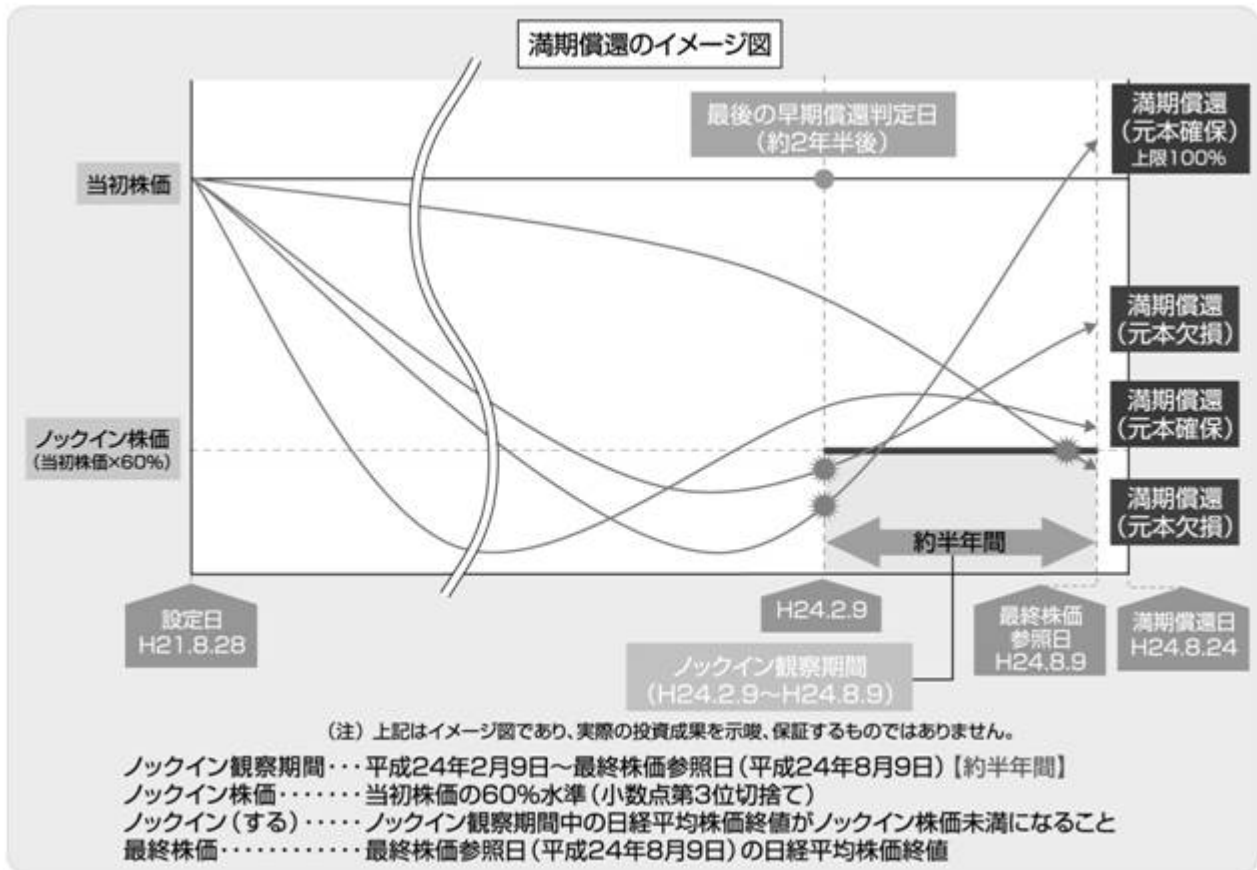 満期償還のイメージ図
最後の早期償還判定日
(約2年半後)
満期償還
(元本確保)
上限100%
当初株価
満期償還
(元本欠損)
満期償還
(元本確保)
ノックイン株価
(当初株価×60%)
満期償還
(元本欠損)
約半年間
設定日
H21.8.28
H24.2.9
最終株価
参照日
H24.8.9
満期償還日
H24.8.24
ノックイン観察期間
(H24.2.9~H24.8.9)
(注) 上記はイメージ図であり、実際の投資成果を示唆、保証するものではありません。
ノックイン観察期間・・・平成24年2月9日~最終株価参照日(平成24年8月9日)【約半年間】
ノックイン株価・・・・・・・当初株価の60%水準(小数点第3位切捨て)
ノックイン(する)・・・・・ノックイン観察期間中の日経平均株価終値がノックイン株価未満になること
最終株価・・・・・・・・・・・・最終株価参照日(平成24年8月9日)の日経平均株価終値